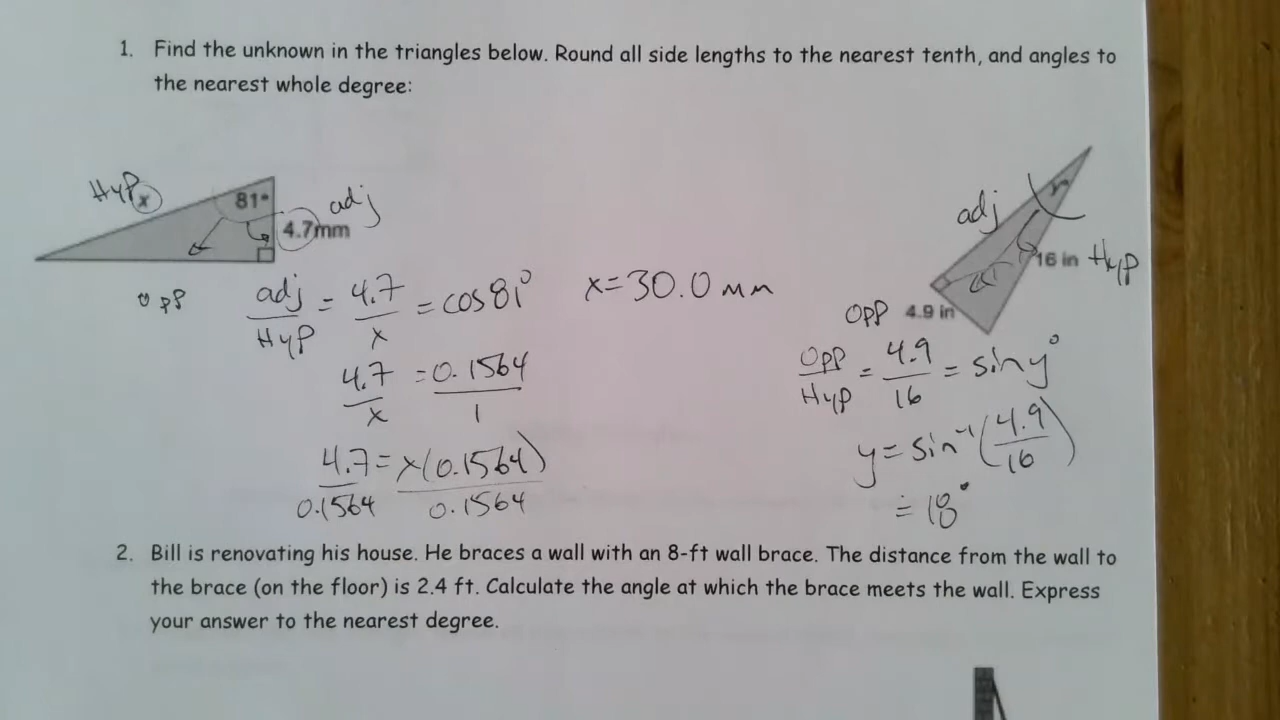 1. Find the unknown in the triangles below. Round all side lengths to the nearest tenth, and angles to
the nearest whole degree:
Hyp x
81°
4.7mm
adj
opp
adj/Hyp = 4.7/x = cos81°
x=30.0 mm
4.7/x = 0.1564/1
4.7/0.1564 = x(0.1564)/0.1564
adj
y
16 in
Hyp
Opp
4.9 in
Opp/Hyp = 4.9/16 = sin y°
y = sin⁻¹(4.9/16)
= 18°
2. Bill is renovating his house. He braces a wall with an 8-ft wall brace. The distance from the wall to
the brace (on the floor) is 2.4 ft. Calculate the angle at which the brace meets the wall. Express
your answer to the nearest degree.